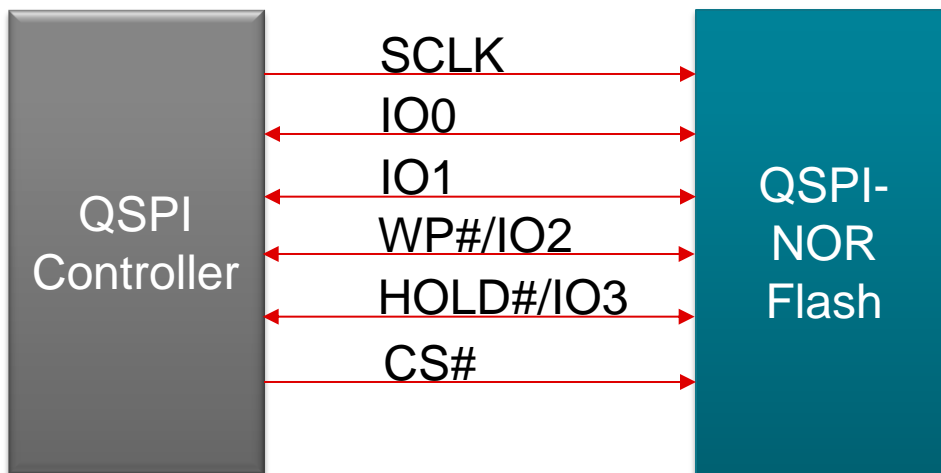 QSPI
Controller
SCLK
IO0
IO1
WP#/IO2
HOLD#/IO3
CS#
QSPI-
NOR
Flash